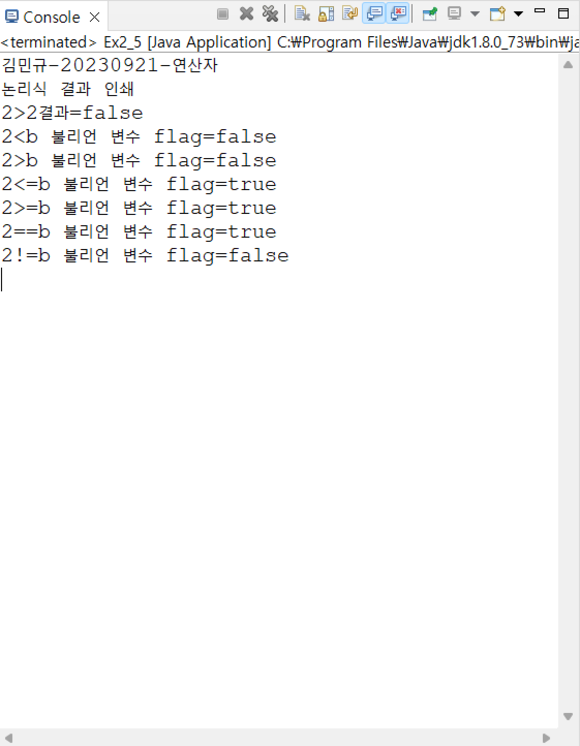 Console
<terminated> Ex2_5 [Java Application] C:₩Program Files₩Java₩jdk1.8.0_73₩bin₩ja
김민규-20230921-연산자
논리식 결과 인쇄
2>2결과=false
2<b 불리언 변수 flag=false
2>b 불리언 변수 flag=false
2<=b 불리언 변수 flag=true
2>=b 불리언 변수 flag=true
2==b 불리언 변수 flag=true
2!=b 불리언 변수 flag=false